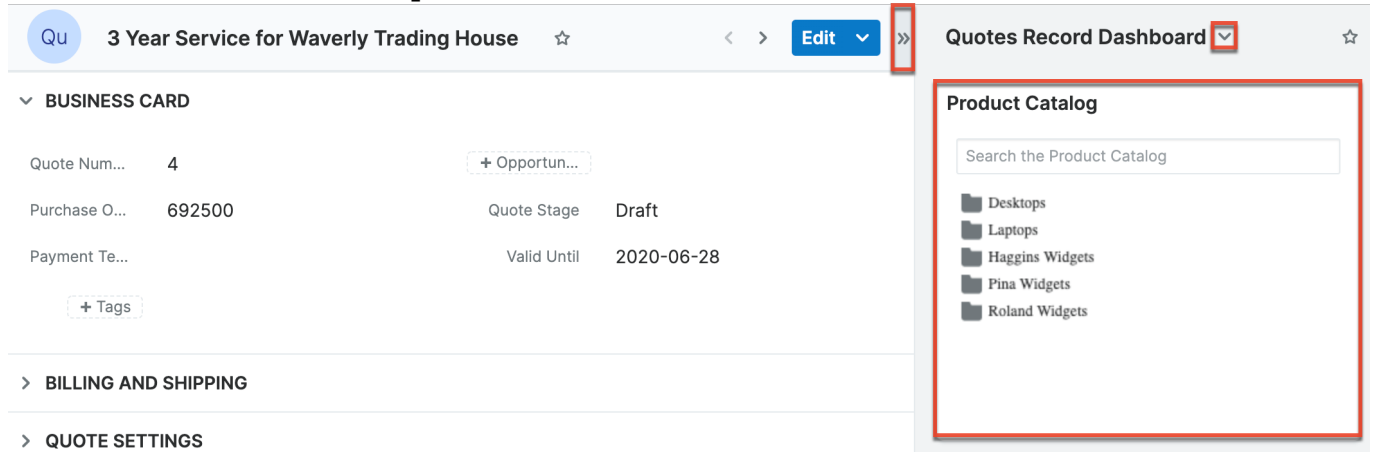 Qu 3 Year Service for Waverly Trading House Edit
BUSINESS CARD
Quote Num... 4 + Opportun...
Purchase O... 692500 Quote Stage Draft
Payment Te... Valid Until 2020-06-28
+ Tags
BILLING AND SHIPPING
QUOTE SETTINGS
Quotes Record Dashboard
Product Catalog
Search the Product Catalog
Desktops
Laptops
Haggins Widgets
Pina Widgets
Roland Widgets